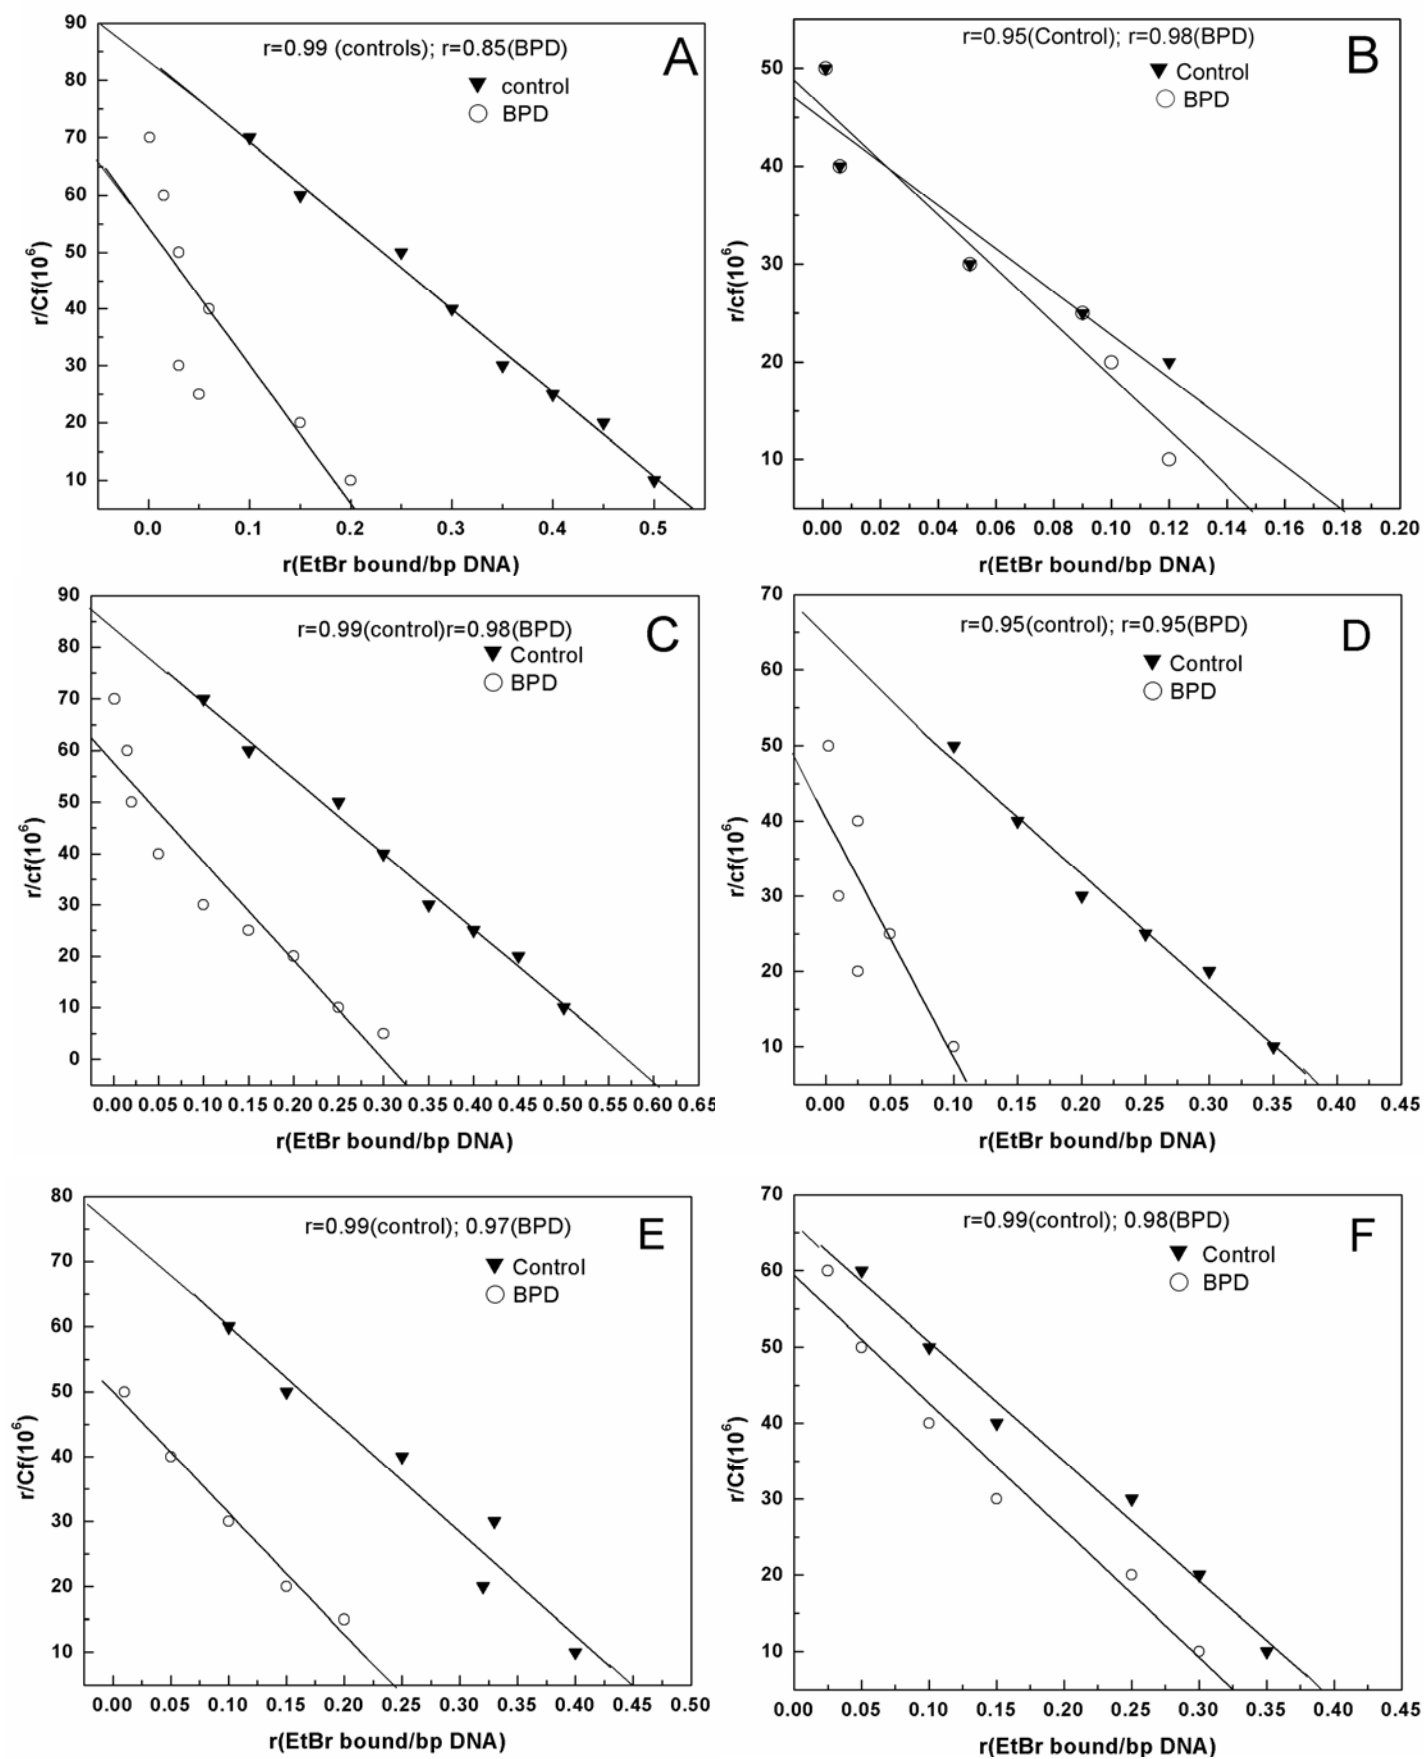 r=0.99 (controls); r=0.85(BPD)
A
control
BPD
90
80
70
60
50
40
30
20
10
r/Cf(10⁶)
0.0 0.1 0.2 0.3 0.4 0.5
r(EtBr bound/bp DNA)
r=0.95(Control); r=0.98(BPD)
B
Control
BPD
50
40
30
20
10
r/cf(10⁶)
0.00 0.02 0.04 0.06 0.08 0.10 0.12 0.14 0.16 0.18 0.20
r(EtBr bound/bp DNA)
r=0.99(control)r=0.98(BPD)
C
Control
BPD
90
80
70
60
50
40
30
20
10
0
r/cf(10⁶)
0.00 0.05 0.10 0.15 0.20 0.25 0.30 0.35 0.40 0.45 0.50 0.55 0.60 0.65
r(EtBr bound/bp DNA)
r=0.95(control); r=0.95(BPD)
D
Control
BPD
70
60
50
40
30
20
10
r/cf(10⁶)
0.00 0.05 0.10 0.15 0.20 0.25 0.30 0.35 0.40 0.45
r(EtBr bound/bp DNA)
r=0.99(control); 0.97(BPD)
E
Control
BPD
80
70
60
50
40
30
20
10
r/Cf(10⁶)
0.00 0.05 0.10 0.15 0.20 0.25 0.30 0.35 0.40 0.45 0.50
r(EtBr bound/bp DNA)
r=0.99(control); 0.98(BPD)
F
Control
BPD
70
60
50
40
30
20
10
r/Cf(10⁶)
0.00 0.05 0.10 0.15 0.20 0.25 0.30 0.35 0.40 0.45
r(EtBr bound/bp DNA)